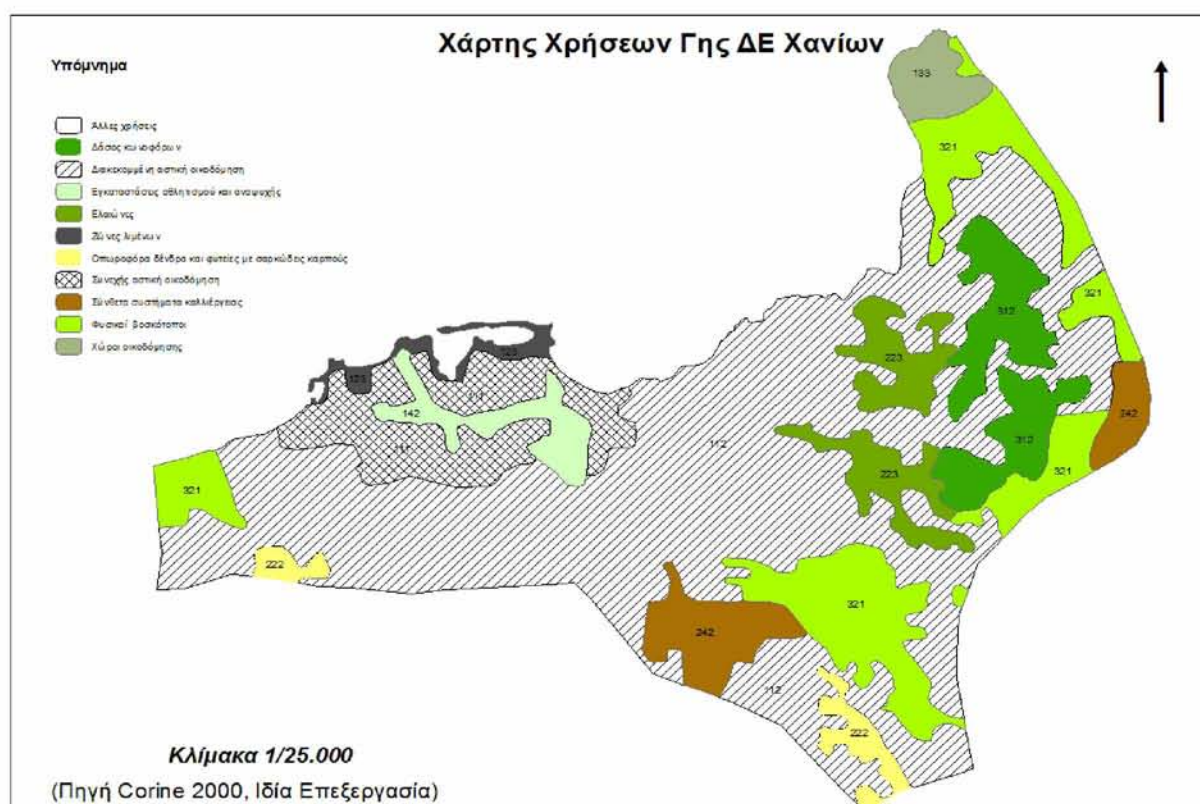 Χάρτης Χρήσεων Γης ΔΕ Χανίων
Υπόμνημα
Άλλες χρήσεις
Δάσος κωνοφόρων
Διακεκομμένη αστική οικοδόμηση
Εγκαταστάσεις αθλητισμού και αναψυχής
Ελαιώνες
Ζώνες λιμένων
Οπωροφόρα δένδρα και φυτείες με σαρκώδεις καρπούς
Συνεχής αστική οικοδόμηση
Σύνθετα συστήματα καλλιέργειας
Φυσικοί βοσκότοποι
Χώροι οικοδόμησης
133
321
321
312
223
123
123
111
142
111
112
242
312
321
223
321
222
321
242
112
222
Κλίμακα 1/25.000
(Πηγή Corine 2000, Ιδία Επεξεργασία)